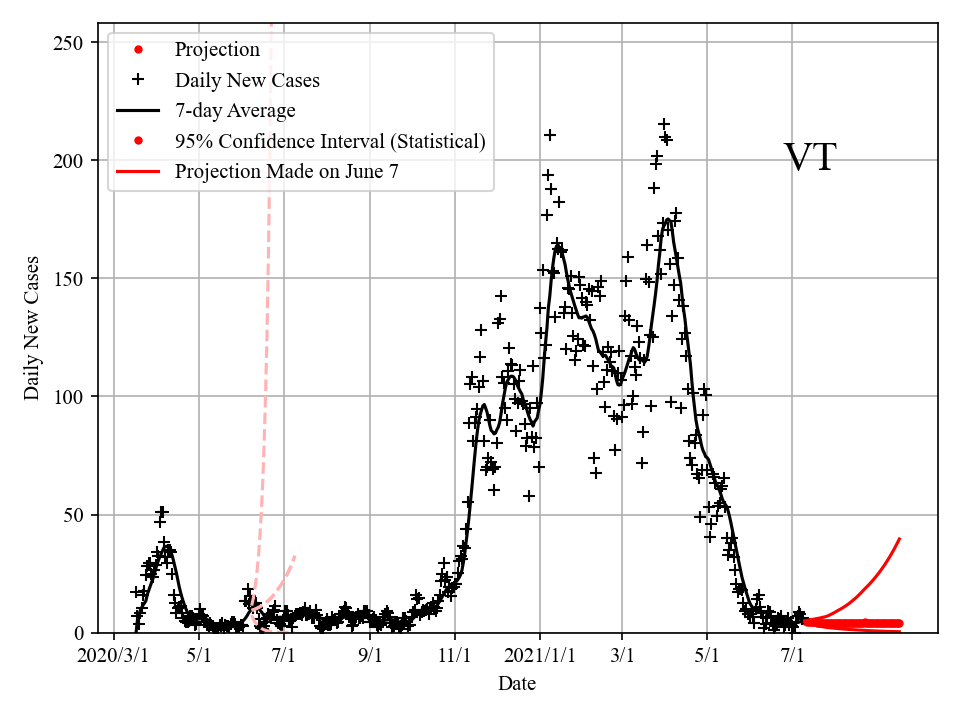 Projection
Daily New Cases
7-day Average
95% Confidence Interval (Statistical)
Projection Made on June 7
VT
250
200
150
100
50
0
Daily New Cases
2020/3/1 5/1 7/1 9/1 11/1 2021/1/1 3/1 5/1 7/1
Date